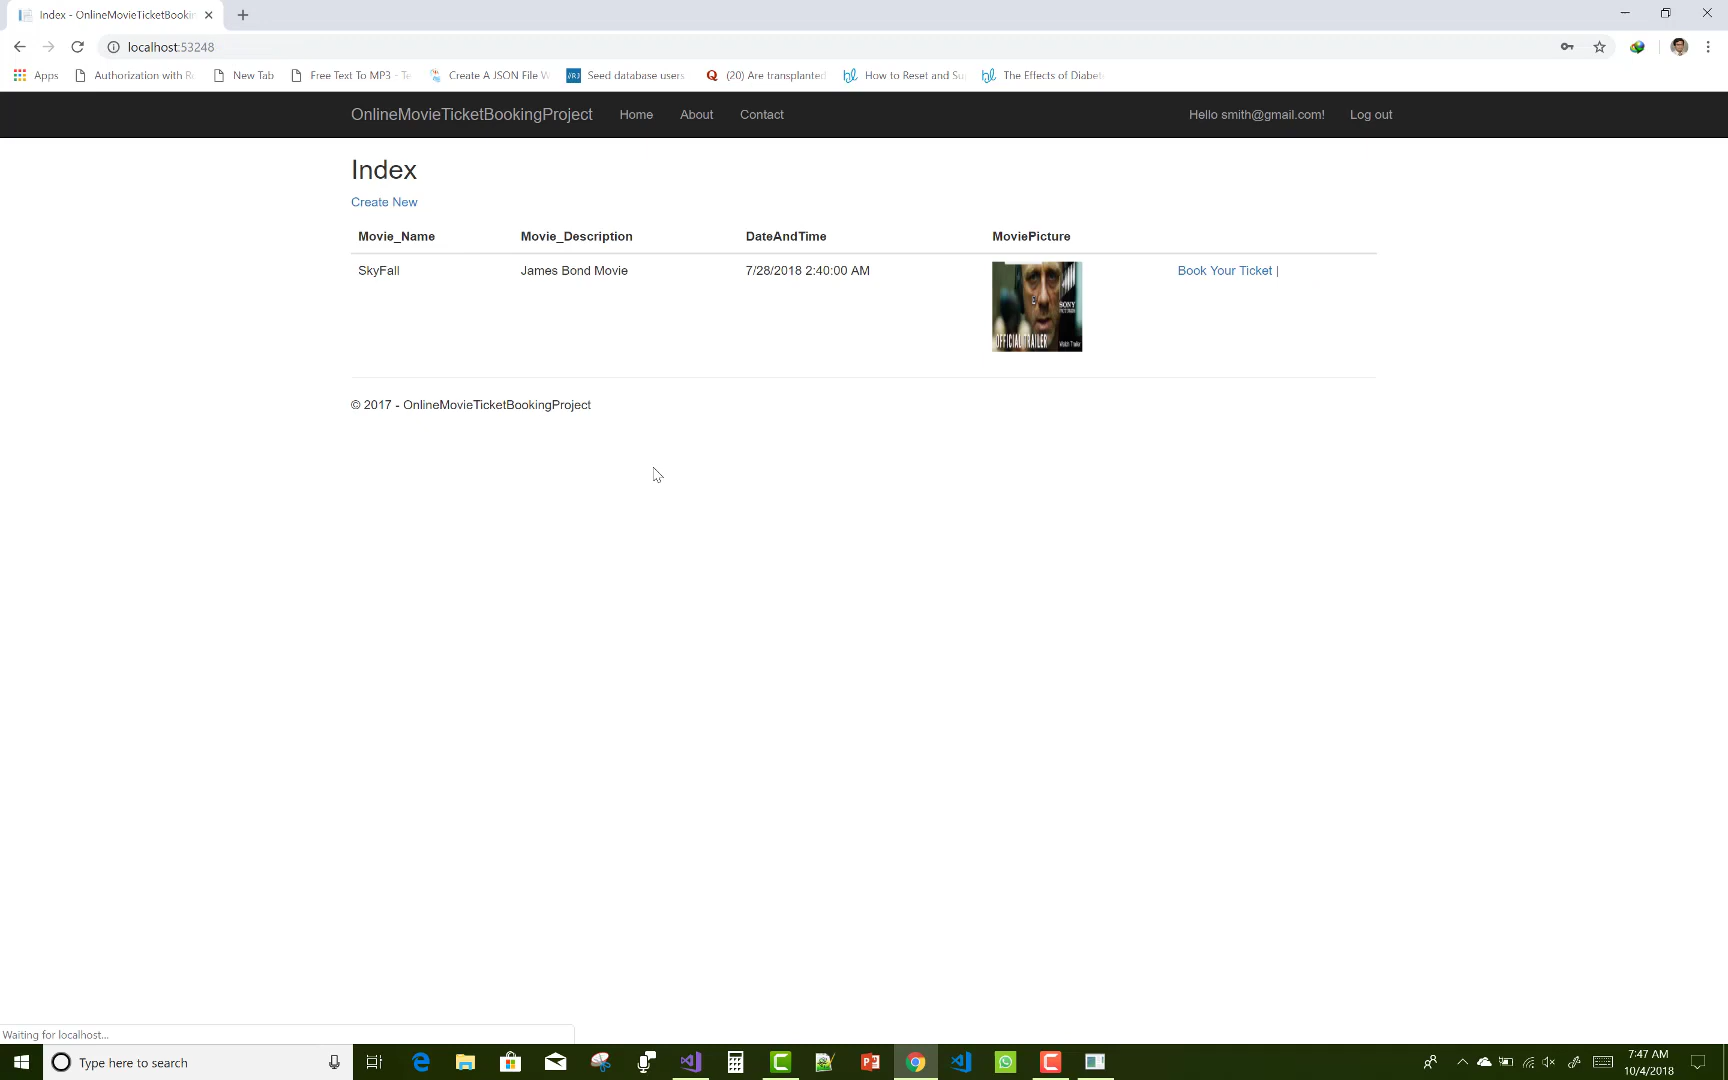 Index - OnlineMovieTicketBookin
localhost:53248
Apps
Authorization with R
New Tab
Free Text To MP3 - Te
Create A JSON File W
Seed database users
(20) Are transplanted
How to Reset and Su
The Effects of Diabet
OnlineMovieTicketBookingProject Home About Contact Hello smith@gmail.com! Log out
Index
Create New
Movie_Name Movie_Description DateAndTime MoviePicture
SkyFall James Bond Movie 7/28/2018 2:40:00 AM Book Your Ticket |
SONY
OFFICIAL TRAILER
Watch Trailer
© 2017 - OnlineMovieTicketBookingProject
Waiting for localhost...
Type here to search
7:47 AM
10/4/2018